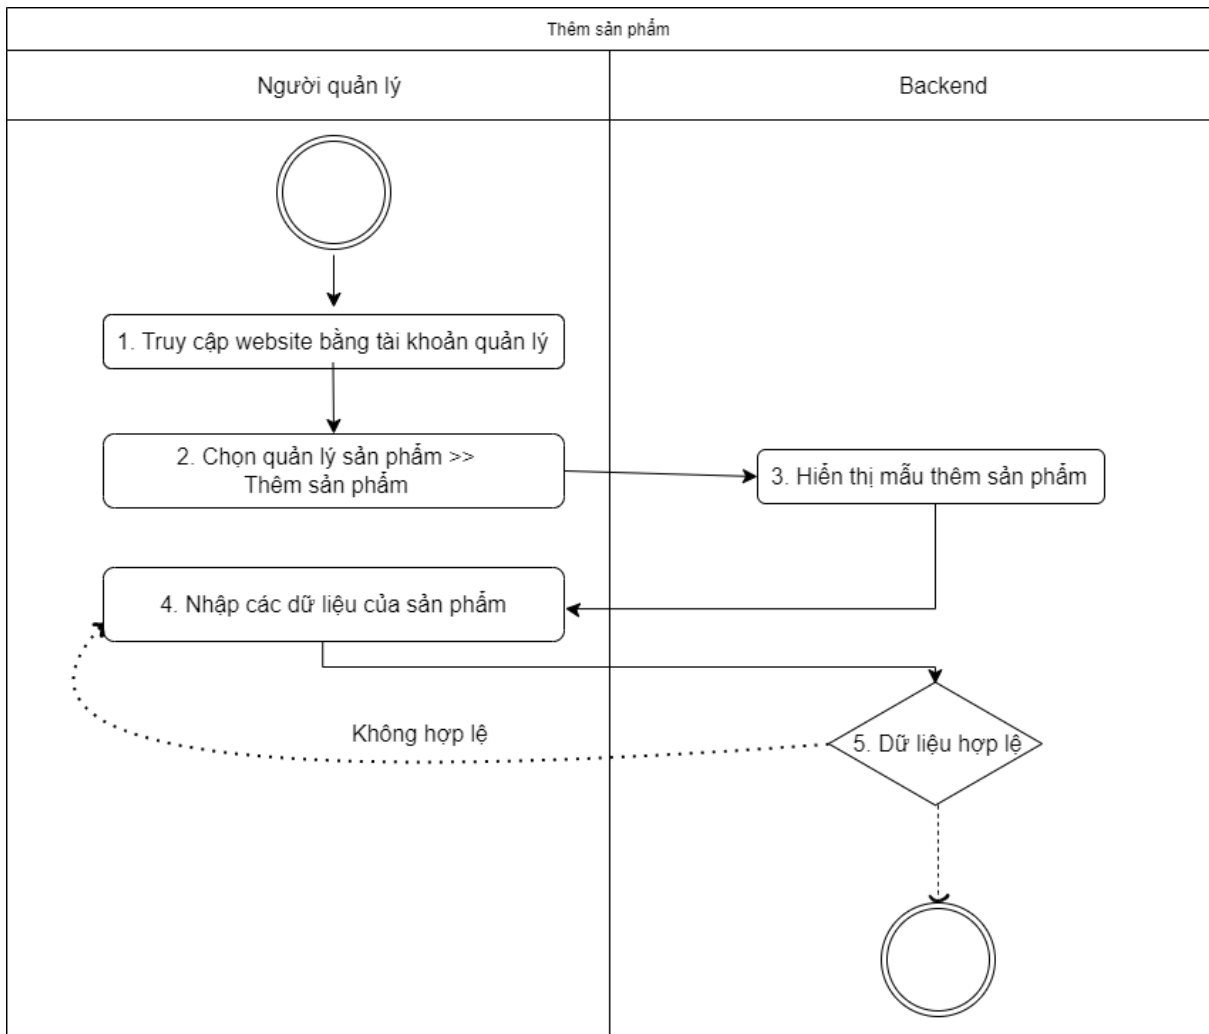 Thêm sản phẩm
Người quản lý
Backend
1. Truy cập website bằng tài khoản quản lý
2. Chọn quản lý sản phẩm >>
Thêm sản phẩm
3. Hiển thị mẫu thêm sản phẩm
4. Nhập các dữ liệu của sản phẩm
Không hợp lệ
5. Dữ liệu hợp lệ